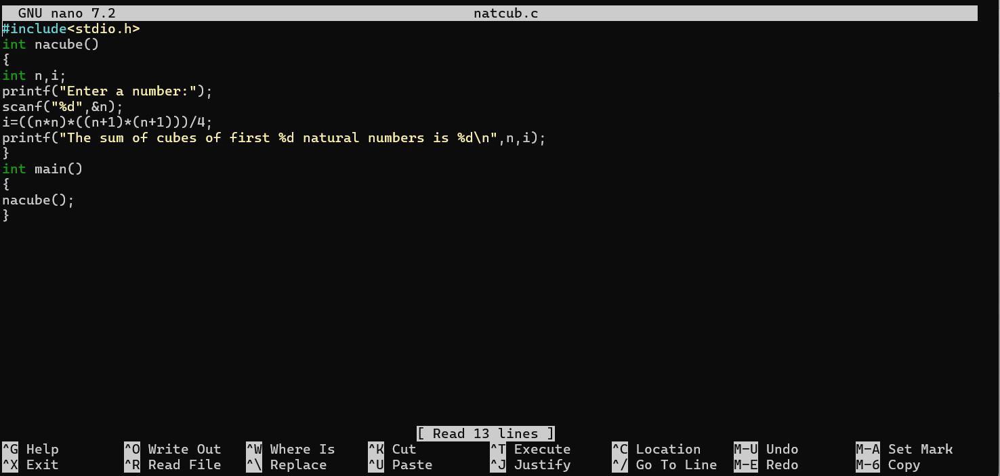 GNU nano 7.2 natcub.c
#include<stdio.h>
int nacube()
{
int n,i;
printf("Enter a number:");
scanf("%d",&n);
i=((n*n)*((n+1)*(n+1)))/4;
printf("The sum of cubes of first %d natural numbers is %d\n",n,i);
}
int main()
{
nacube();
}
[ Read 13 lines ]
^G Help ^O Write Out ^W Where Is ^K Cut ^T Execute ^C Location M-U Undo M-A Set Mark
^X Exit ^R Read File ^\ Replace ^U Paste ^J Justify ^/ Go To Line M-E Redo M-6 Copy